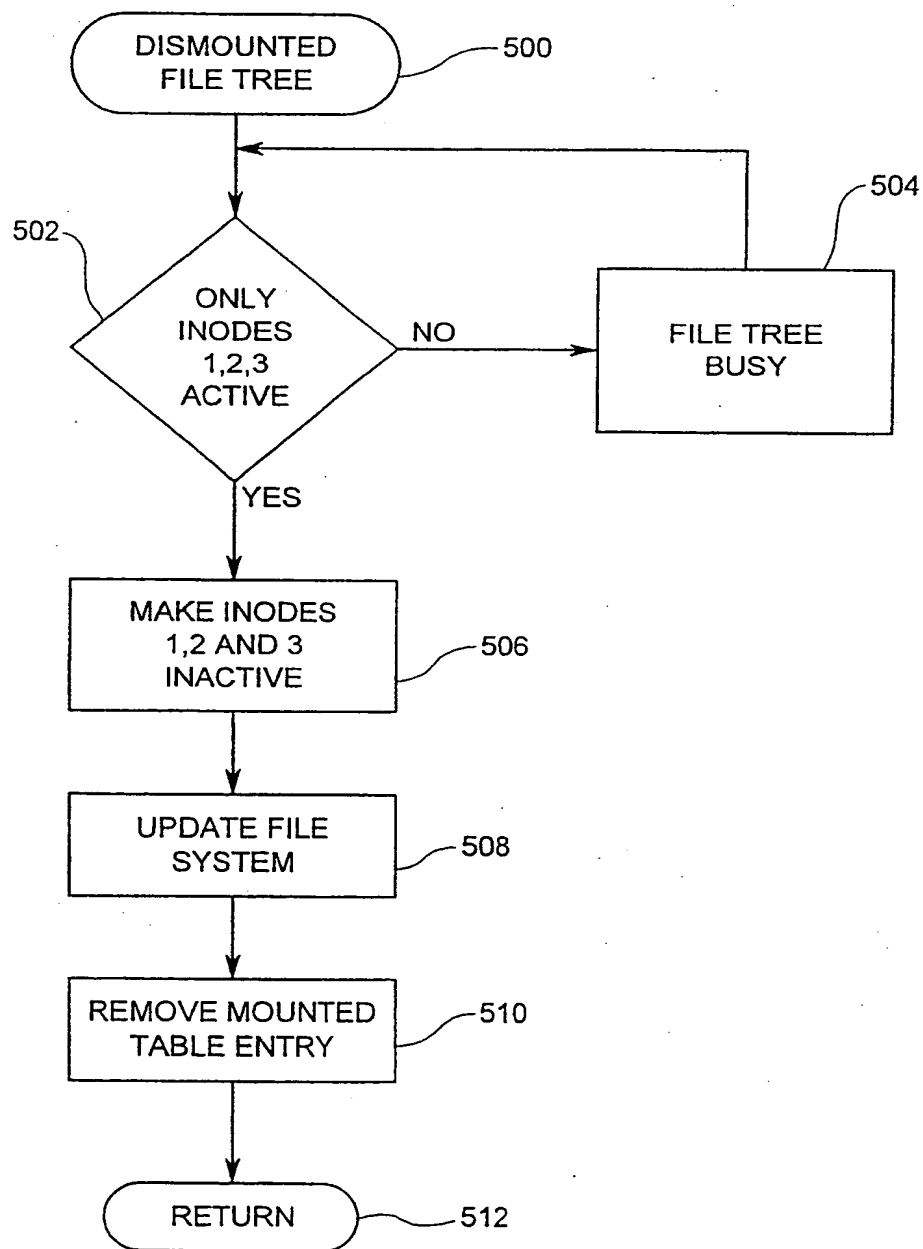 DISMOUNTED
FILE TREE
500
504
502
ONLY
INODES
1,2,3
ACTIVE
NO
FILE TREE
BUSY
YES
MAKE INODES
1,2 AND 3
INACTIVE
506
UPDATE FILE
SYSTEM
508
REMOVE MOUNTED
TABLE ENTRY
510
RETURN
512